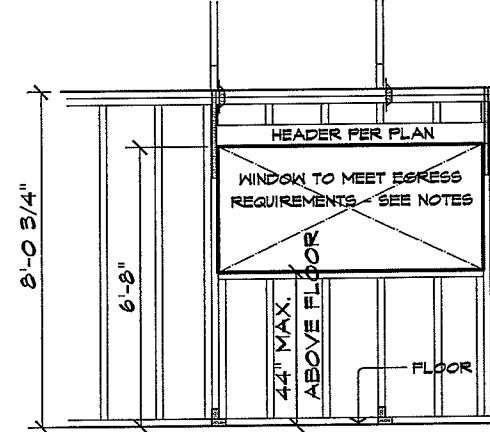 HEADER PER PLAN
WINDOW TO MEET EGRESS
REQUIREMENTS - SEE NOTES
8'-0 3/4"
6'-8"
44" MAX.
ABOVE FLOOR
FLOOR